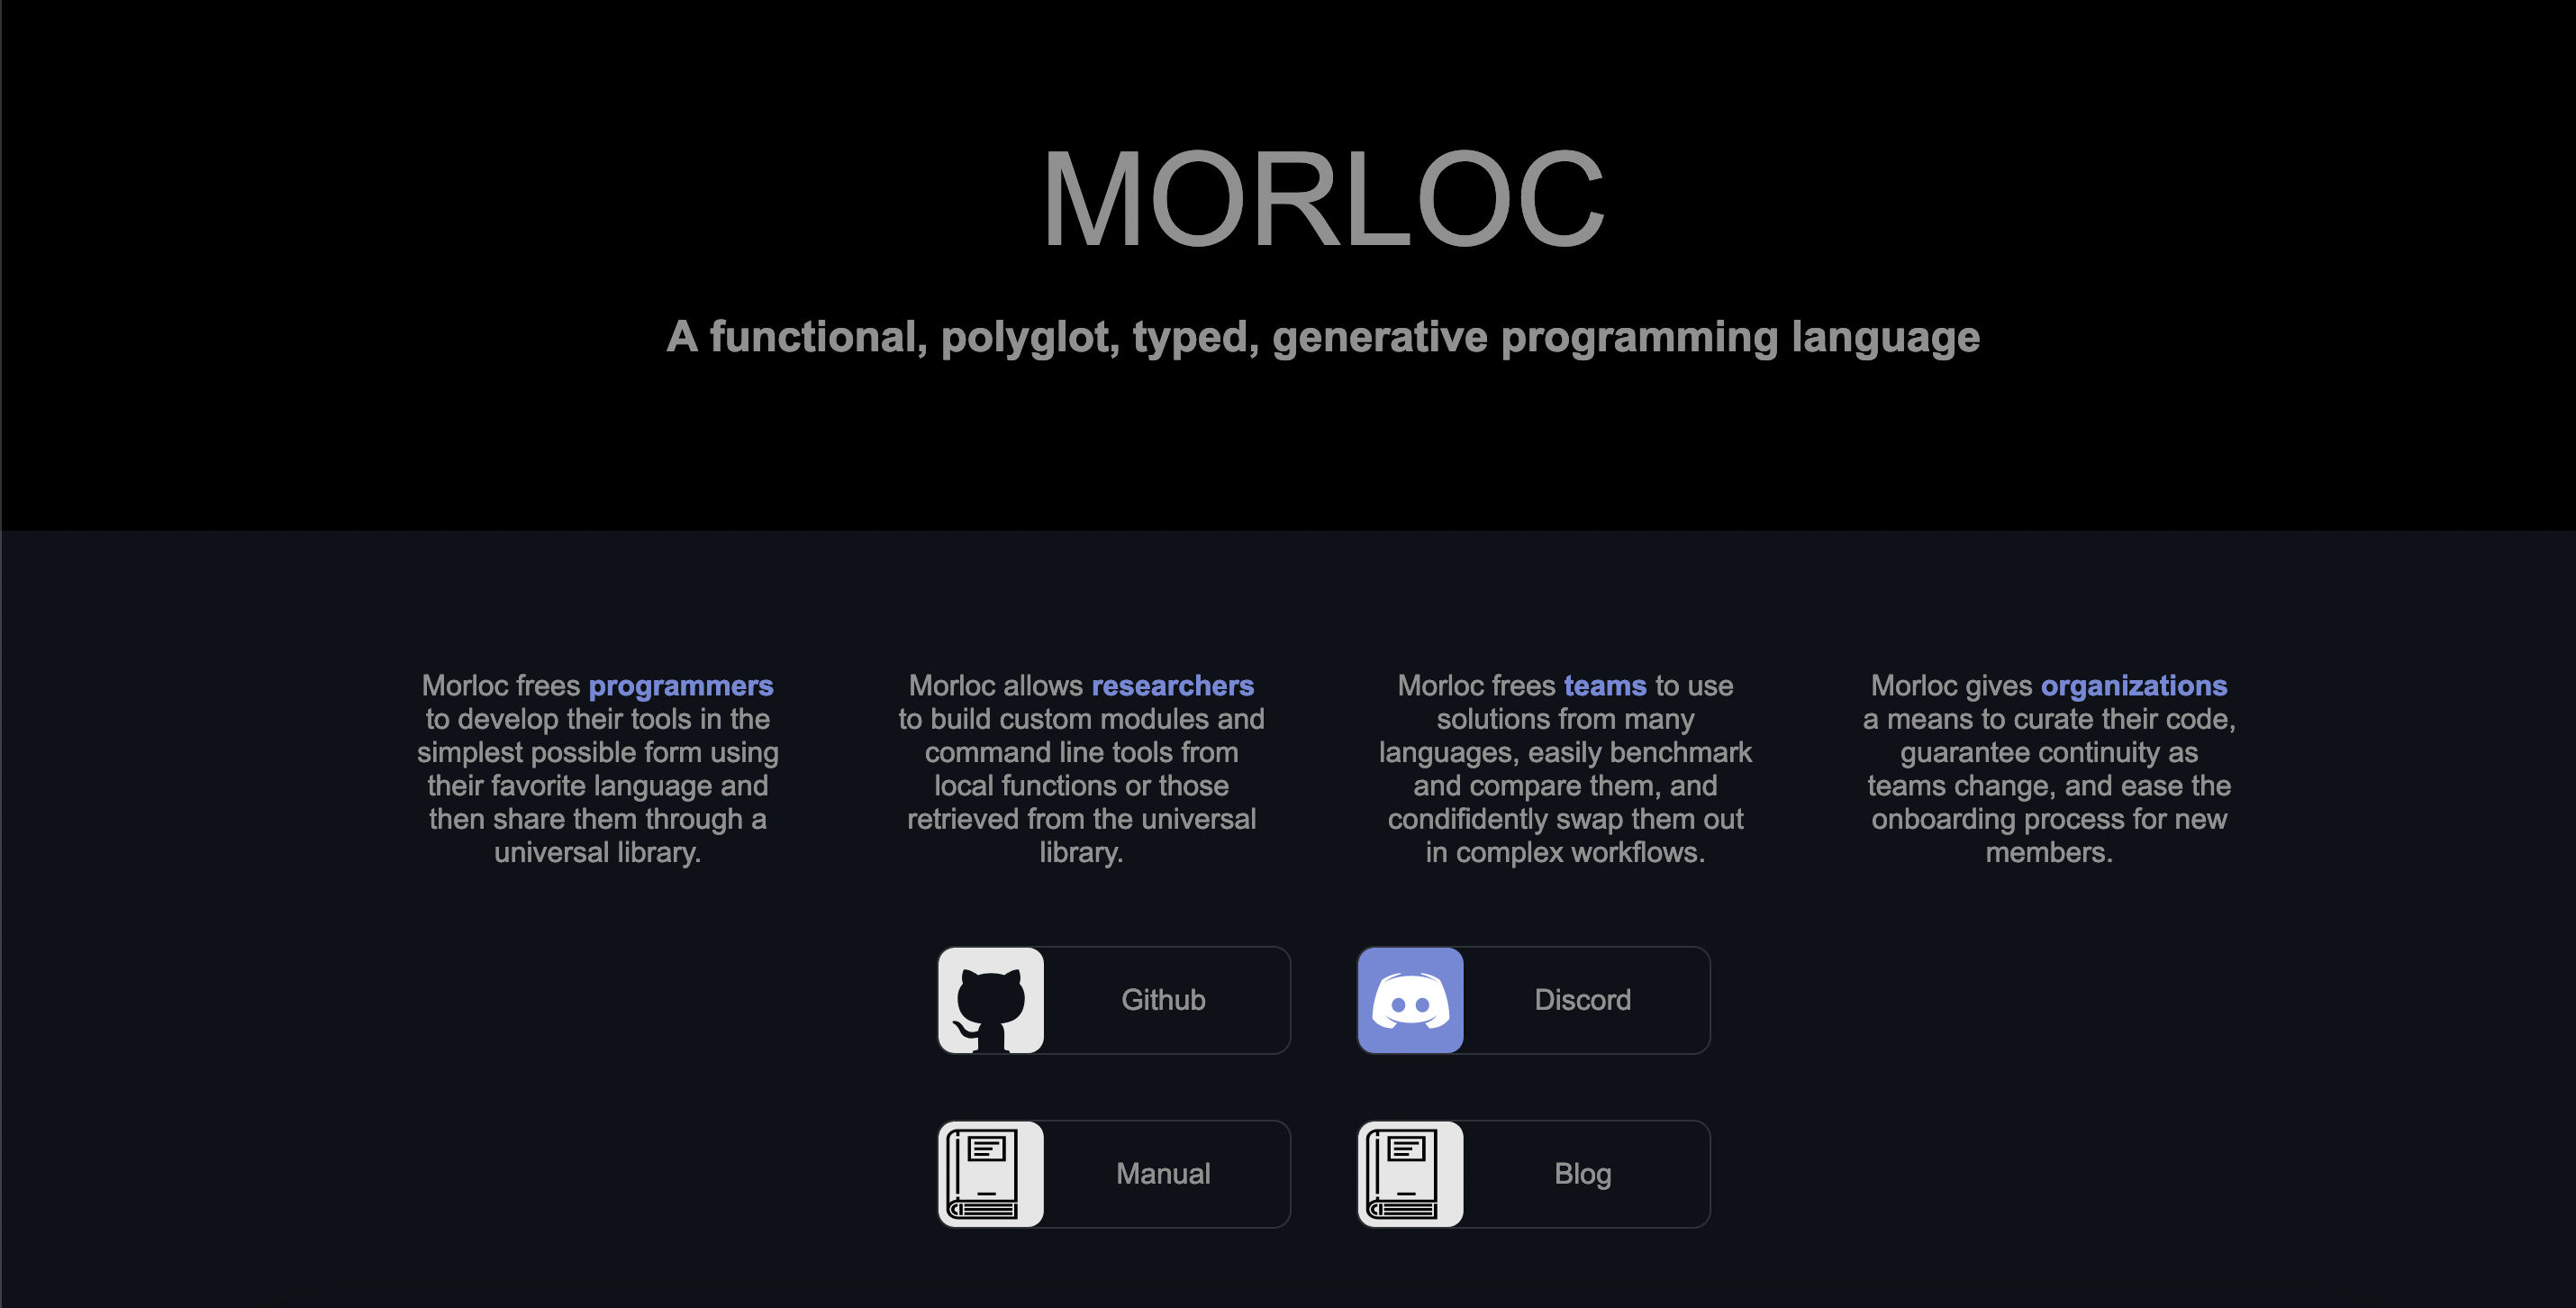 MORLOC
A functional, polyglot, typed, generative programming language
Morloc frees programmers
to develop their tools in the
simplest possible form using
their favorite language and
then share them through a
universal library.
Morloc allows researchers
to build custom modules and
command line tools from
local functions or those
retrieved from the universal
library.
Morloc frees teams to use
solutions from many
languages, easily benchmark
and compare them, and
condifidently swap them out
in complex workflows.
Morloc gives organizations
a means to curate their code,
guarantee continuity as
teams change, and ease the
onboarding process for new
members.
Github
Discord
Manual
Blog